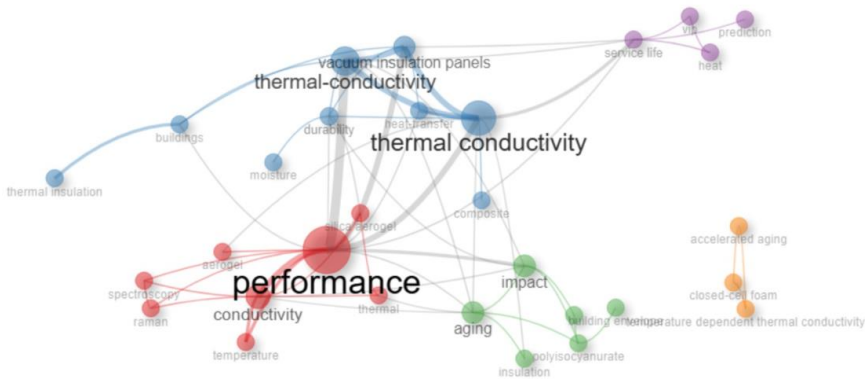 vip
prediction
service life
heat
vacuum insulation panels
thermal-conductivity
buildings
durability
heat-transfer
thermal conductivity
moisture
thermal insulation
composite
silica aerogel
aerogel
accelerated aging
performance
impact
spectroscopy
closed-cell foam
raman
conductivity
thermal
aging
building envelope
temperature dependent thermal conductivity
temperature
polyisocyanurate
insulation